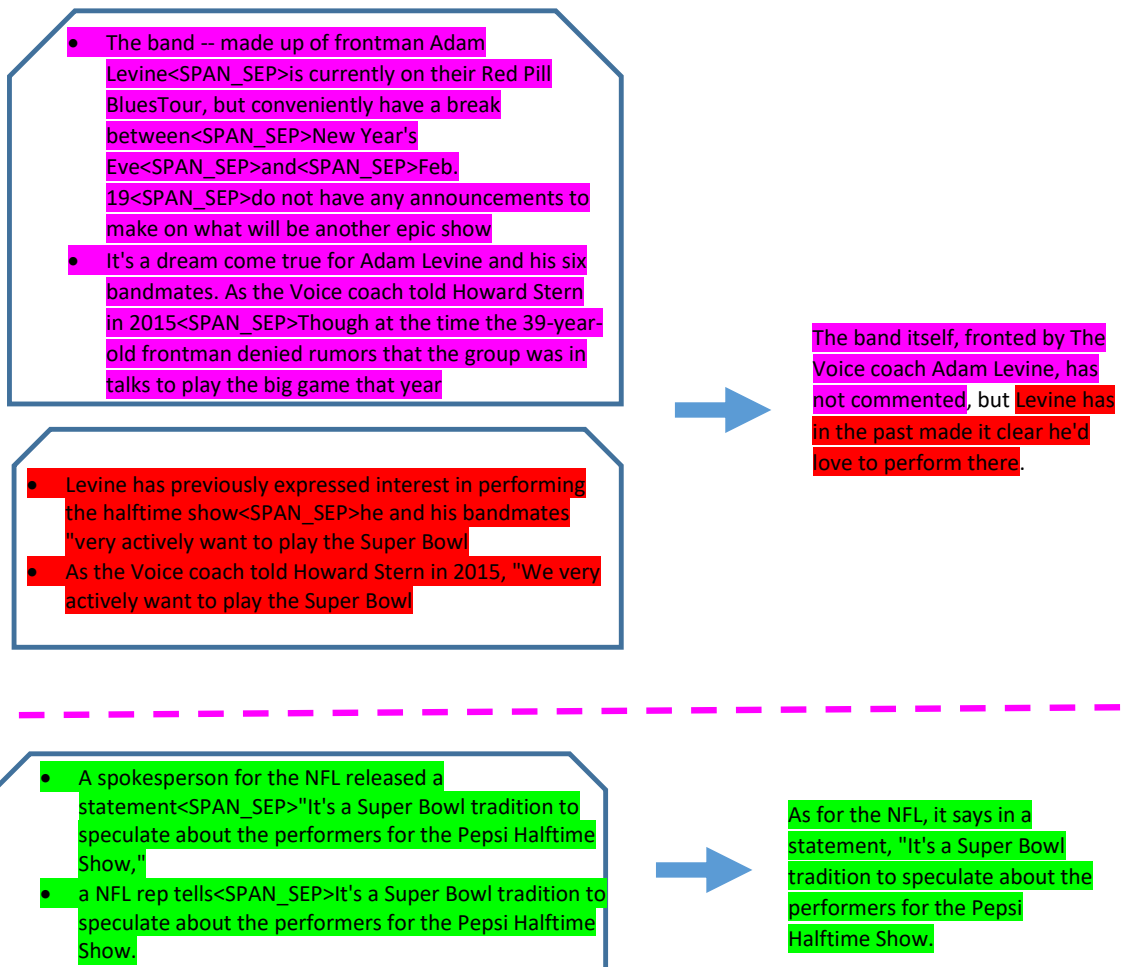 • The band -- made up of frontman Adam
Levine<SPAN_SEP>is currently on their Red Pill
BluesTour, but conveniently have a break
between<SPAN_SEP>New Year's
Eve<SPAN_SEP>and<SPAN_SEP>Feb.
19<SPAN_SEP>do not have any announcements to
make on what will be another epic show
• It's a dream come true for Adam Levine and his six
bandmates. As the Voice coach told Howard Stern
in 2015<SPAN_SEP>Though at the time the 39-year-
old frontman denied rumors that the group was in
talks to play the big game that year
The band itself, fronted by The
Voice coach Adam Levine, has
not commented, but Levine has
in the past made it clear he'd
love to perform there.
• Levine has previously expressed interest in performing
the halftime show<SPAN_SEP>he and his bandmates
"very actively want to play the Super Bowl
• As the Voice coach told Howard Stern in 2015, "We very
actively want to play the Super Bowl
• A spokesperson for the NFL released a
statement<SPAN_SEP>"It's a Super Bowl tradition to
speculate about the performers for the Pepsi Halftime
Show,"
• a NFL rep tells<SPAN_SEP>It's a Super Bowl tradition to
speculate about the performers for the Pepsi Halftime
Show.
As for the NFL, it says in a
statement, "It's a Super Bowl
tradition to speculate about the
performers for the Pepsi
Halftime Show.